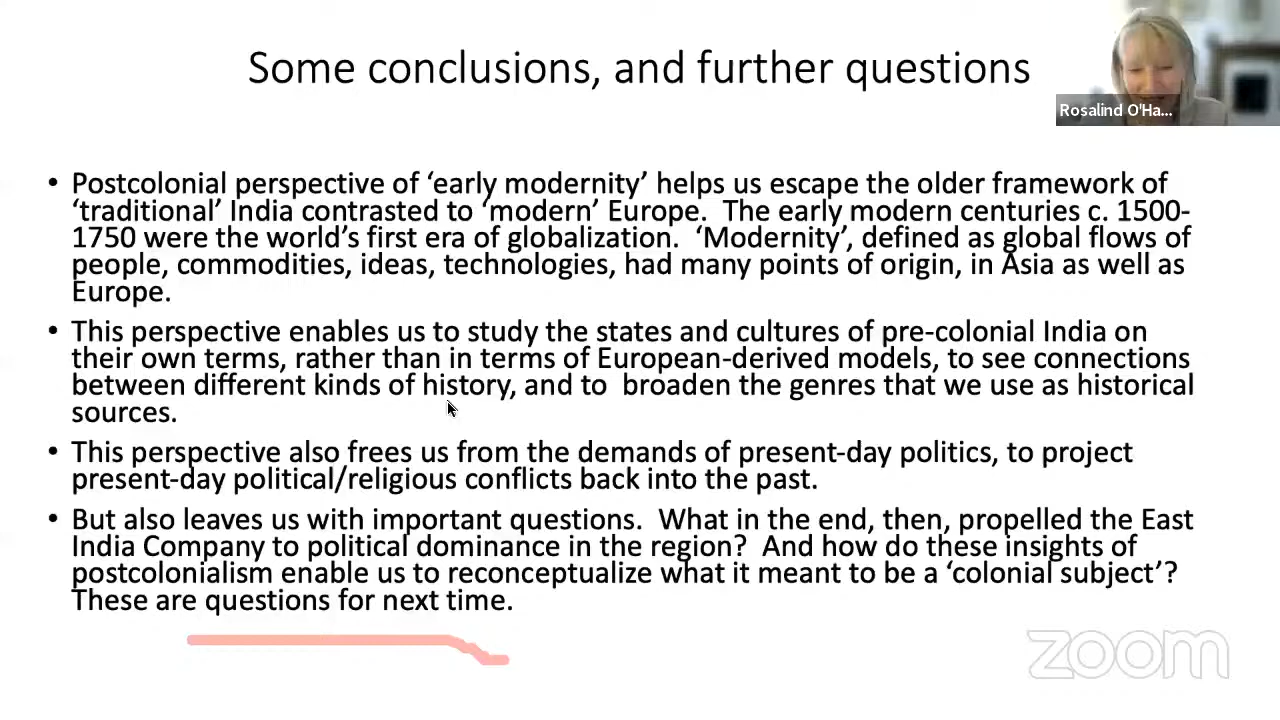 Some conclusions, and further questions
Rosalind O'Ha...
• Postcolonial perspective of ‘early modernity’ helps us escape the older framework of
‘traditional’ India contrasted to ‘modern’ Europe.  The early modern centuries c. 1500-
1750 were the world’s first era of globalization.  ‘Modernity’, defined as global flows of
people, commodities, ideas, technologies, had many points of origin, in Asia as well as
Europe.
• This perspective enables us to study the states and cultures of pre-colonial India on
their own terms, rather than in terms of European-derived models, to see connections
between different kinds of history, and to  broaden the genres that we use as historical
sources.
• This perspective also frees us from the demands of present-day politics, to project
present-day political/religious conflicts back into the past.
• But also leaves us with important questions.  What in the end, then, propelled the East
India Company to political dominance in the region?  And how do these insights of
postcolonialism enable us to reconceptualize what it meant to be a ‘colonial subject’?
These are questions for next time.
zoom